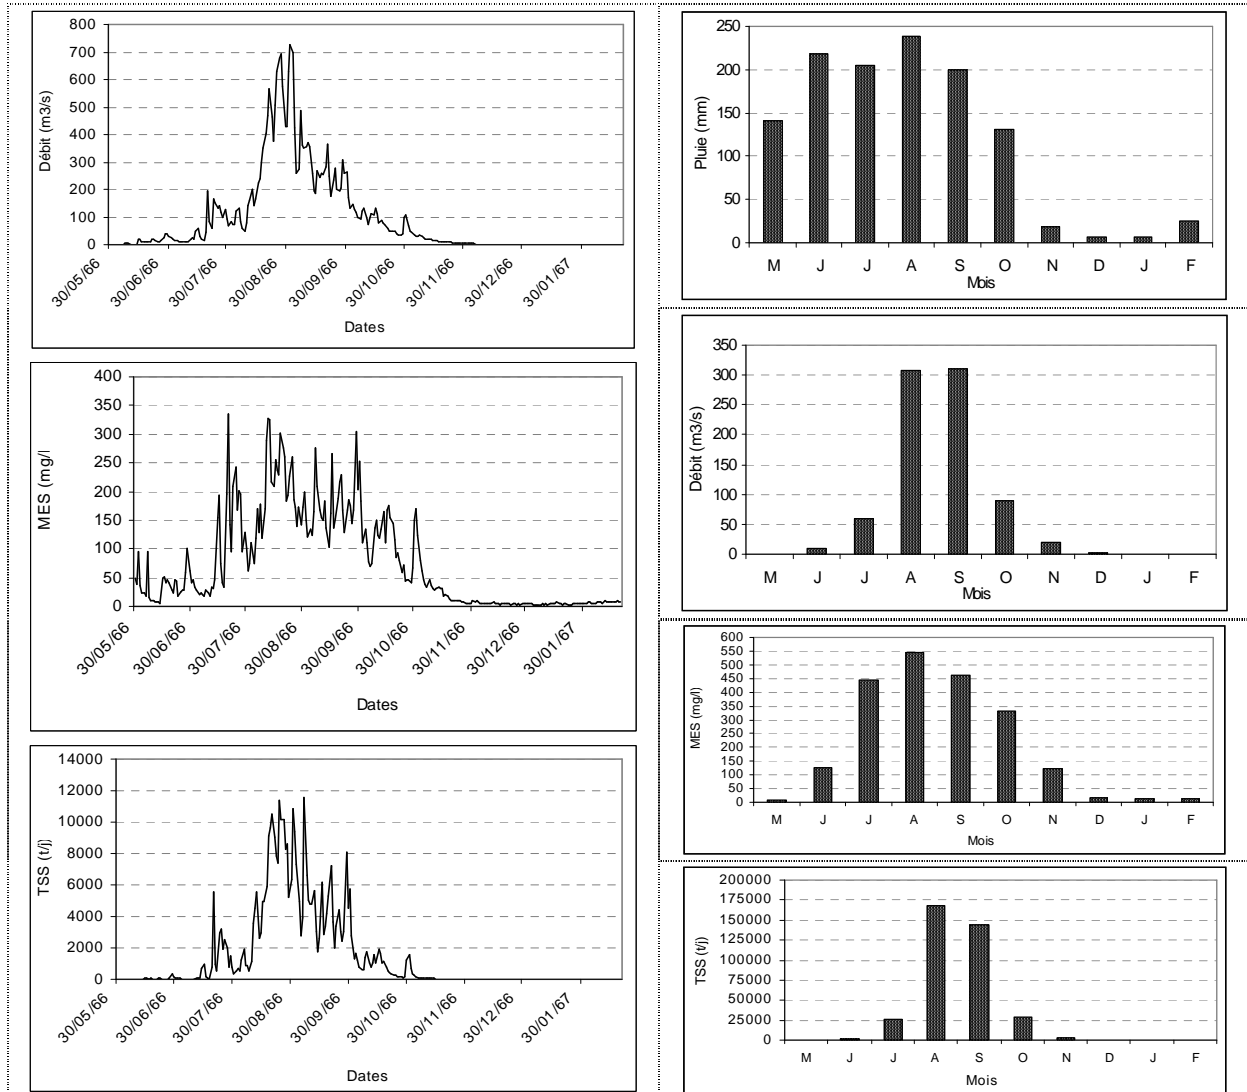 800
700
600
500
400
300
200
100
0
Débit (m3/s)
30/05/66 30/06/66 30/07/66 30/08/66 30/09/66 30/10/66 30/11/66 30/12/66 30/01/67
Dates
400
350
300
250
200
150
100
50
0
MES (mg/l
30/05/66 30/06/66 30/07/66 30/08/66 30/09/66 30/10/66 30/11/66 30/12/66 30/01/67
Dates
14000
12000
10000
8000
6000
4000
2000
0
TSS (t/j)
30/05/66 30/06/66 30/07/66 30/08/66 30/09/66 30/10/66 30/11/66 30/12/66 30/01/67
Dates
250
200
150
100
50
0
Pluie (mm)
M J J A S O N D J F
Mois
350
300
250
200
150
100
50
0
Débit (m3/s)
M J J A S O N D J F
Mois
600
550
500
450
400
350
300
250
200
150
100
50
0
MES (mg/l)
M J J A S O N D J F
Mois
200000
175000
150000
125000
100000
75000
50000
25000
0
TSS (t/j)
M J J A S O N D J F
Mois